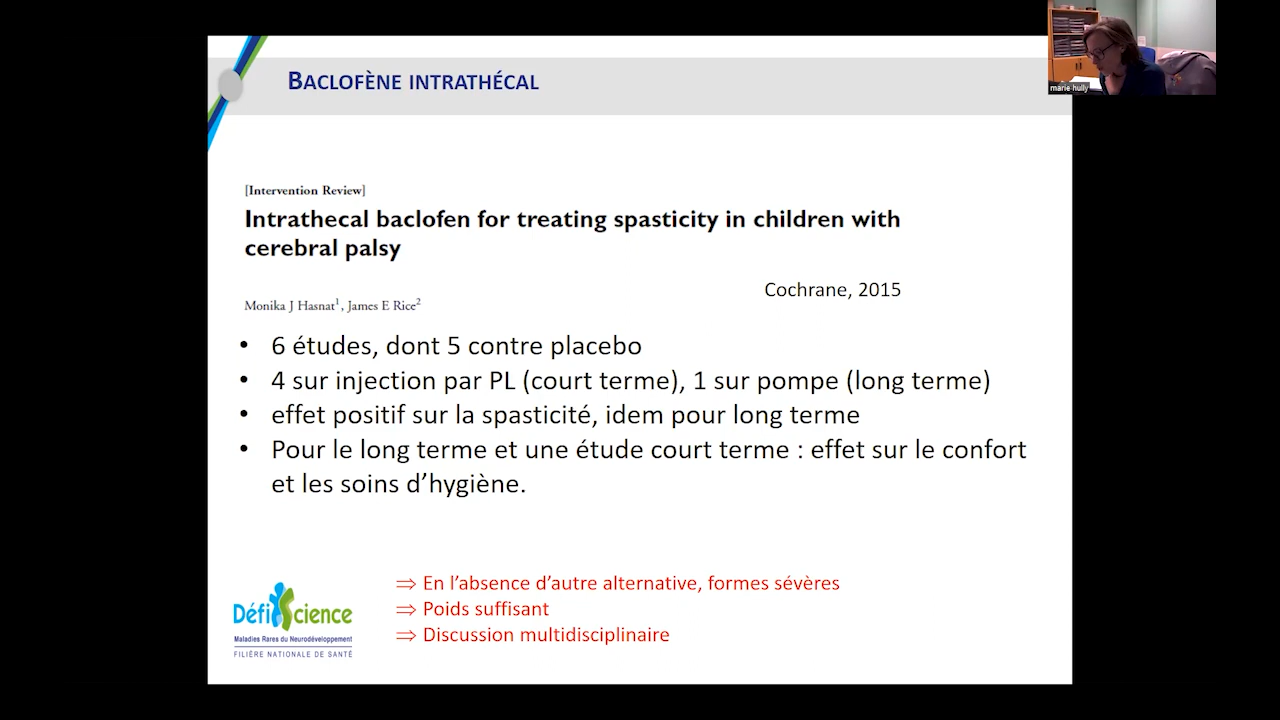 marie hully
BACLOFÈNE INTRATHÉCAL
[Intervention Review]
Intrathecal baclofen for treating spasticity in children with
cerebral palsy
Cochrane, 2015
Monika J Hasnat1, James E Rice2
• 6 études, dont 5 contre placebo
• 4 sur injection par PL (court terme), 1 sur pompe (long terme)
• effet positif sur la spasticité, idem pour long terme
• Pour le long terme et une étude court terme : effet sur le confort
et les soins d’hygiène.
⇒ En l’absence d’autre alternative, formes sévères
⇒ Poids suffisant
⇒ Discussion multidisciplinaire
DéfiScience
Maladies Rares du Neurodéveloppement
FILIÈRE NATIONALE DE SANTÉ